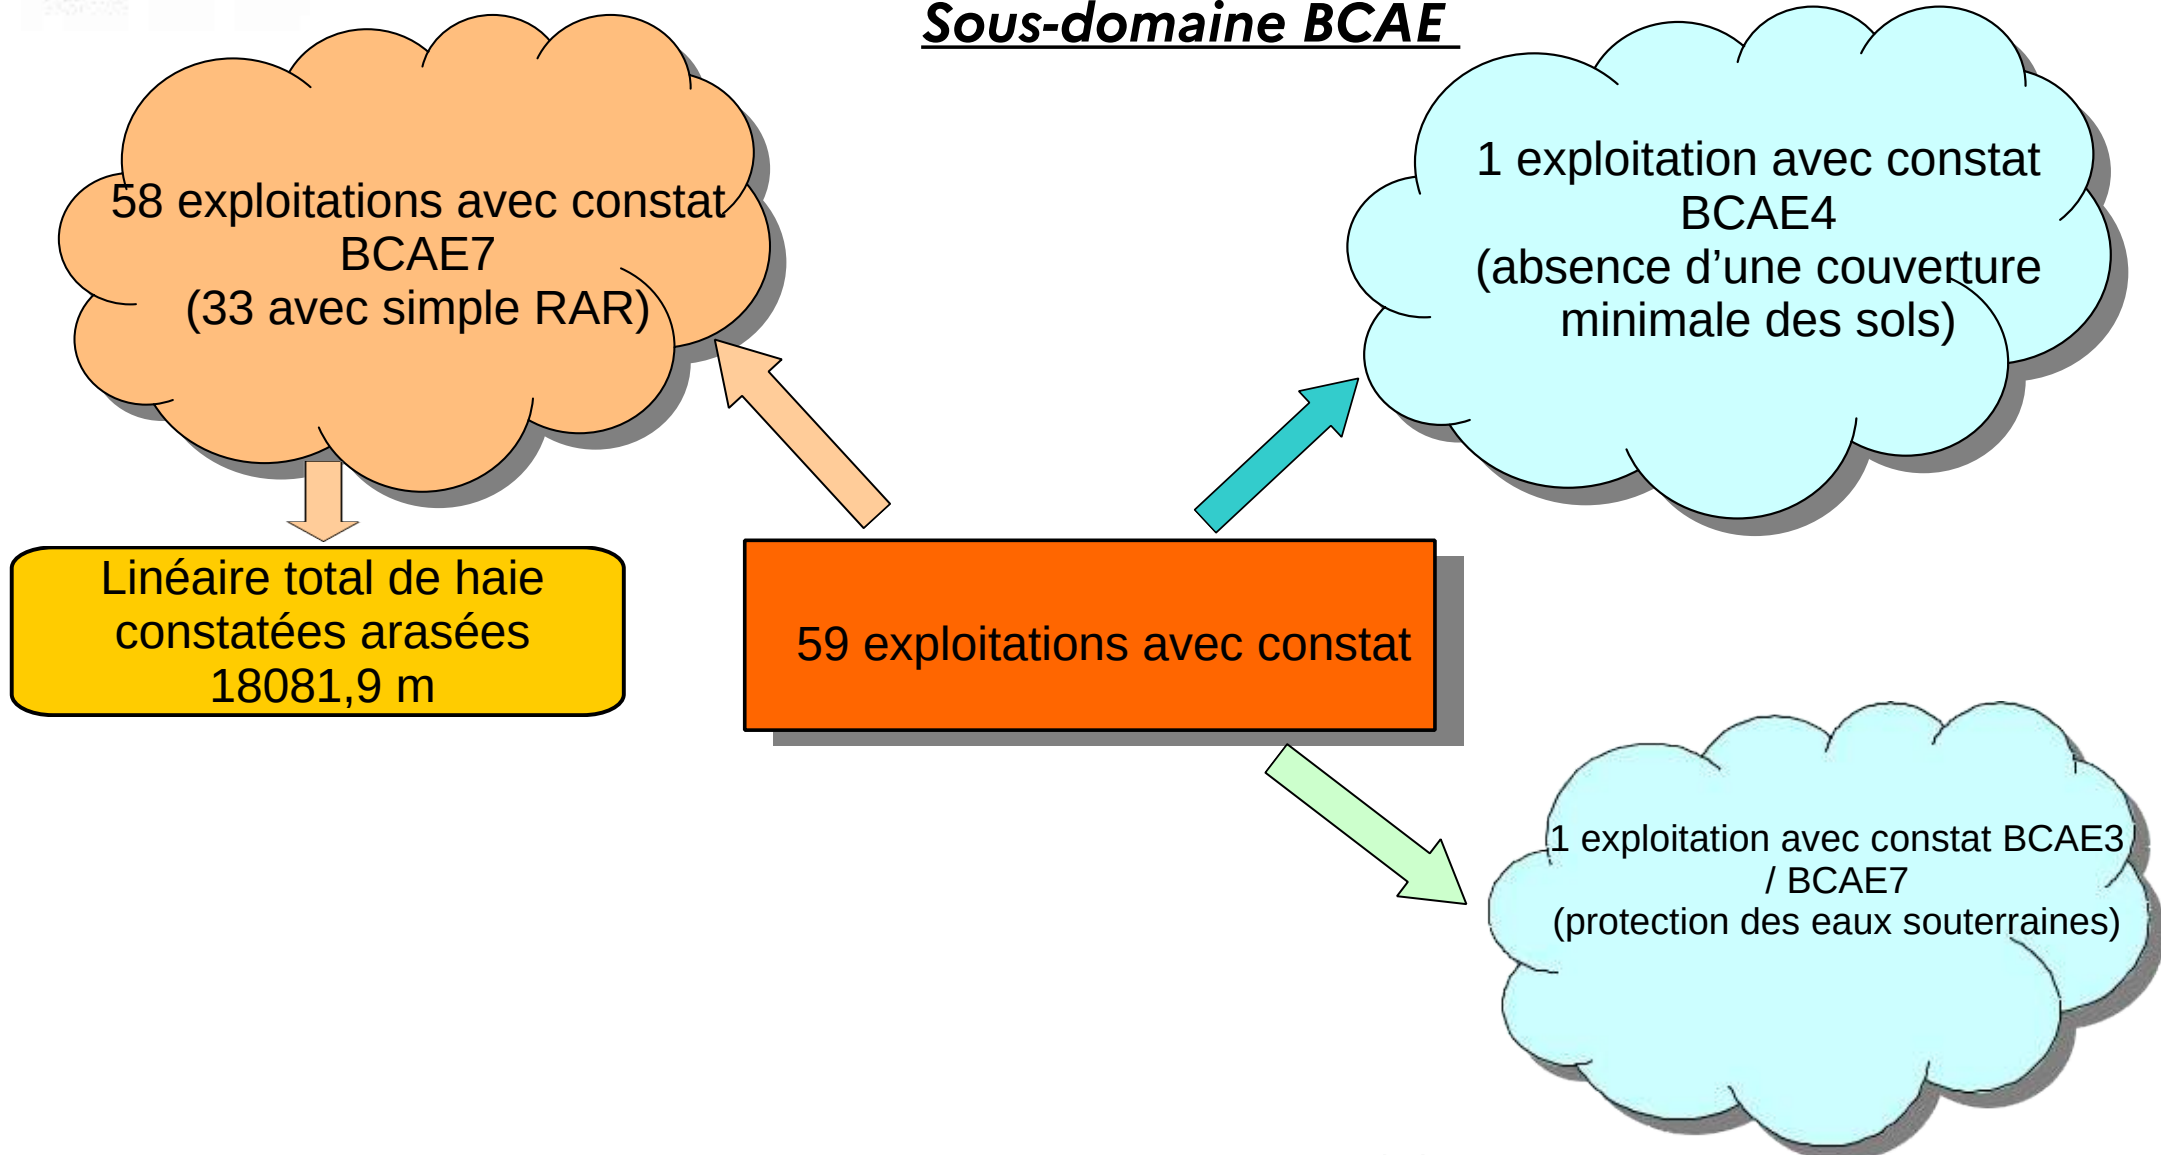 Sous-domaine BCAE
58 exploitations avec constat
BCAE7
(33 avec simple RAR)
1 exploitation avec constat
BCAE4
(absence d’une couverture
minimale des sols)
Linéaire total de haie
constatées arasées
18081,9 m
59 exploitations avec constat
1 exploitation avec constat BCAE3
/ BCAE7
(protection des eaux souterraines)